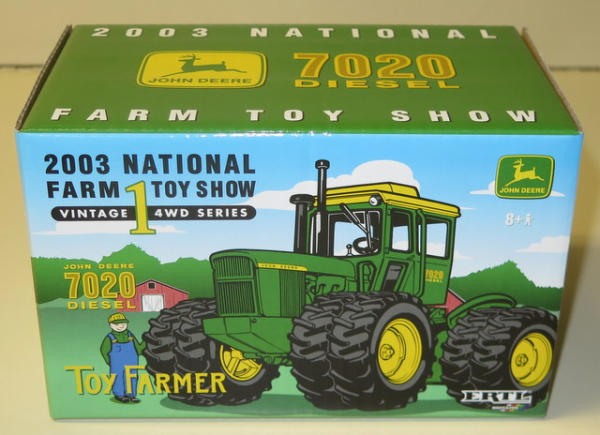 2003 NATIONAL
JOHN DEERE
7020
DIESEL
FARM TOY SHOW
2003 NATIONAL
FARM 1 TOY SHOW
VINTAGE 4WD SERIES
JOHN DEERE
8+
JOHN DEERE
7020
DIESEL
JOHN DEERE
7020
TOY FARMER
ERTL